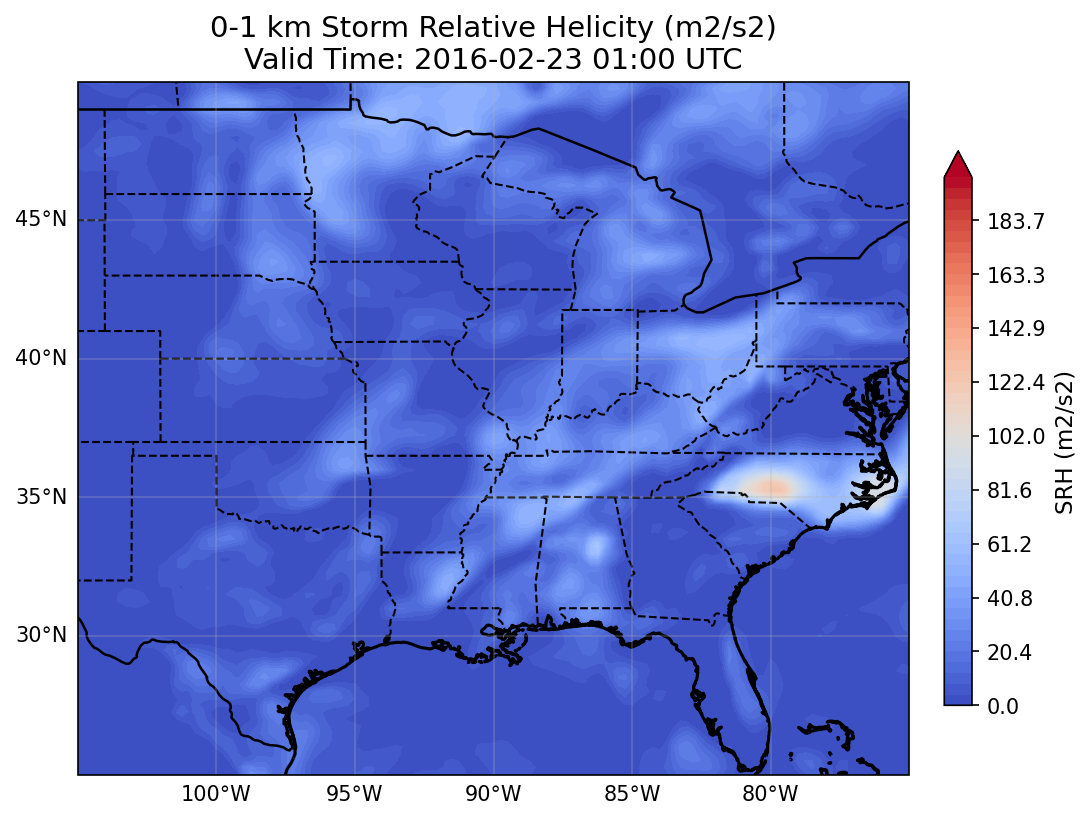 0-1 km Storm Relative Helicity (m2/s2)
Valid Time: 2016-02-23 01:00 UTC
45°N
40°N
35°N
30°N
100°W
95°W
90°W
85°W
80°W
183.7
163.3
142.9
122.4
102.0
81.6
61.2
40.8
20.4
0.0
SRH (m2/s2)